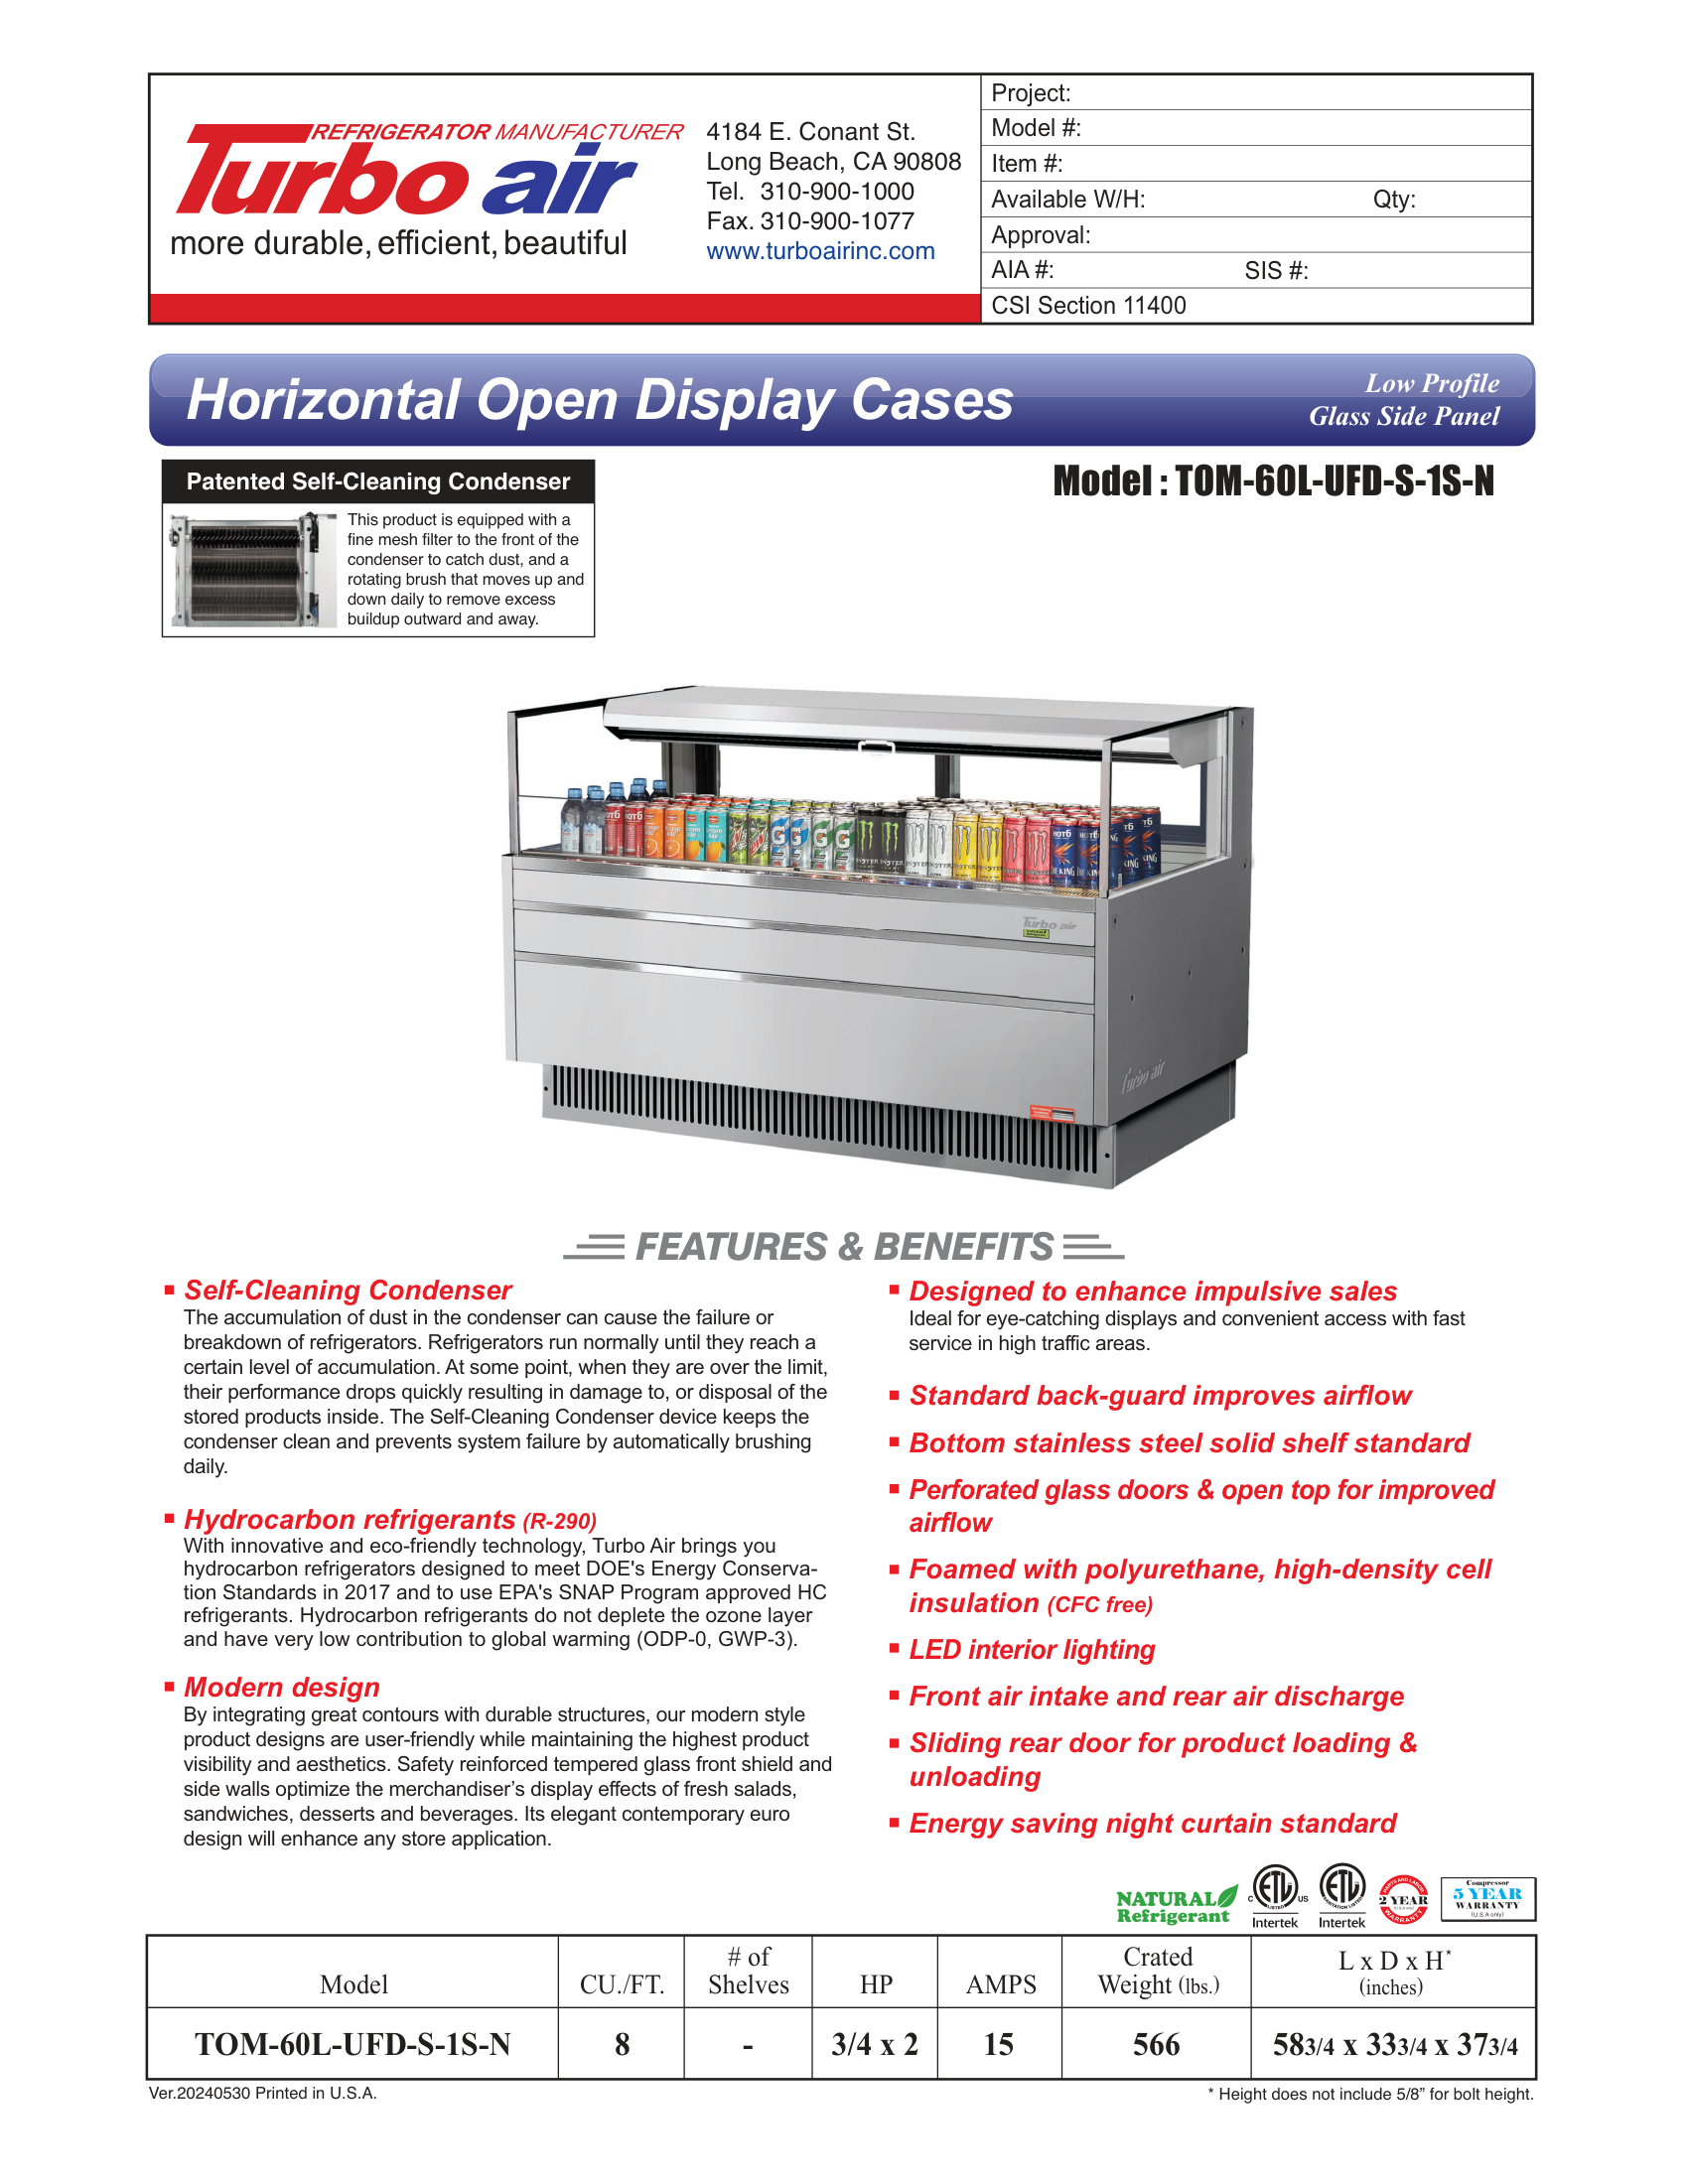 REFRIGERATOR MANUFACTURER
Turbo air
more durable, efficient, beautiful
4184 E. Conant St.
Long Beach, CA 90808
Tel. 310-900-1000
Fax. 310-900-1077
www.turboairinc.com
Project:
Model #:
Item #:
Available W/H: Qty:
Approval:
AIA #: SIS #:
CSI Section 11400
Horizontal Open Display Cases
Low Profile
Glass Side Panel
Patented Self-Cleaning Condenser
This product is equipped with a
fine mesh filter to the front of the
condenser to catch dust, and a
rotating brush that moves up and
down daily to remove excess
buildup outward and away.
Model : TOM-60L-UFD-S-1S-N
Turbo air
Turbo air
FEATURES & BENEFITS
Self-Cleaning Condenser
The accumulation of dust in the condenser can cause the failure or
breakdown of refrigerators. Refrigerators run normally until they reach a
certain level of accumulation. At some point, when they are over the limit,
their performance drops quickly resulting in damage to, or disposal of the
stored products inside. The Self-Cleaning Condenser device keeps the
condenser clean and prevents system failure by automatically brushing
daily.
Hydrocarbon refrigerants (R-290)
With innovative and eco-friendly technology, Turbo Air brings you
hydrocarbon refrigerators designed to meet DOE's Energy Conserva-
tion Standards in 2017 and to use EPA's SNAP Program approved HC
refrigerants. Hydrocarbon refrigerants do not deplete the ozone layer
and have very low contribution to global warming (ODP-0, GWP-3).
Modern design
By integrating great contours with durable structures, our modern style
product designs are user-friendly while maintaining the highest product
visibility and aesthetics. Safety reinforced tempered glass front shield and
side walls optimize the merchandiser's display effects of fresh salads,
sandwiches, desserts and beverages. Its elegant contemporary euro
design will enhance any store application.
Designed to enhance impulsive sales
Ideal for eye-catching displays and convenient access with fast
service in high traffic areas.
Standard back-guard improves airflow
Bottom stainless steel solid shelf standard
Perforated glass doors & open top for improved
airflow
Foamed with polyurethane, high-density cell
insulation (CFC free)
LED interior lighting
Front air intake and rear air discharge
Sliding rear door for product loading &
unloading
Energy saving night curtain standard
NATURAL
Refrigerant
C ETL US
LISTED
Intertek
ETL
Intertek
PARTS AND LABOR
2 YEAR
(U.S.A only)
WARRANTY
Compressor
5 YEAR
WARRANTY
(U.S.A only)
Model CU./FT. # of Shelves HP AMPS Crated Weight (lbs.) L x D x H* (inches)
TOM-60L-UFD-S-1S-N 8 - 3/4 x 2 15 566 583/4 x 333/4 x 373/4
Ver.20240530 Printed in U.S.A.
* Height does not include 5/8” for bolt height.